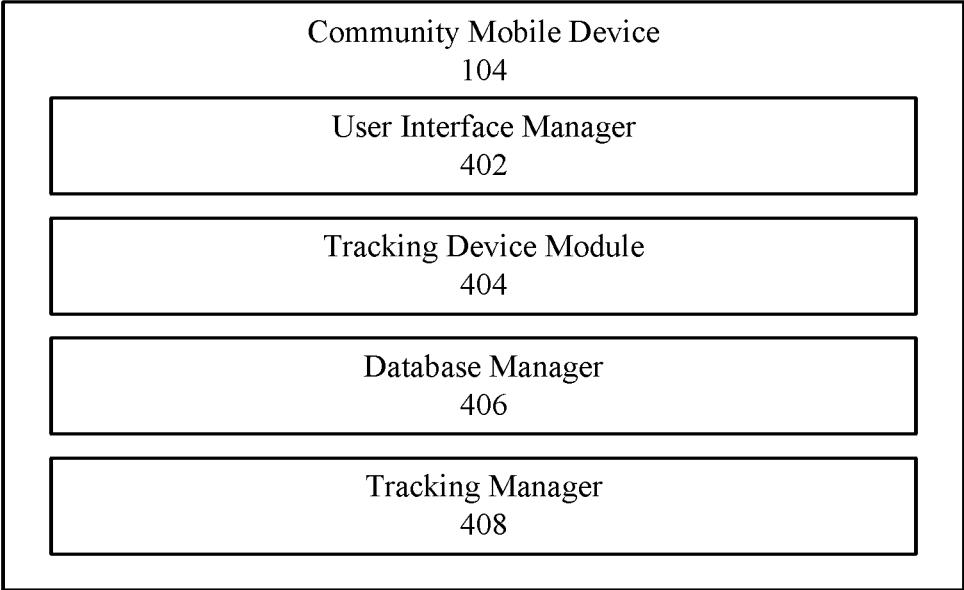 Community Mobile Device
104
User Interface Manager
402
Tracking Device Module
404
Database Manager
406
Tracking Manager
408